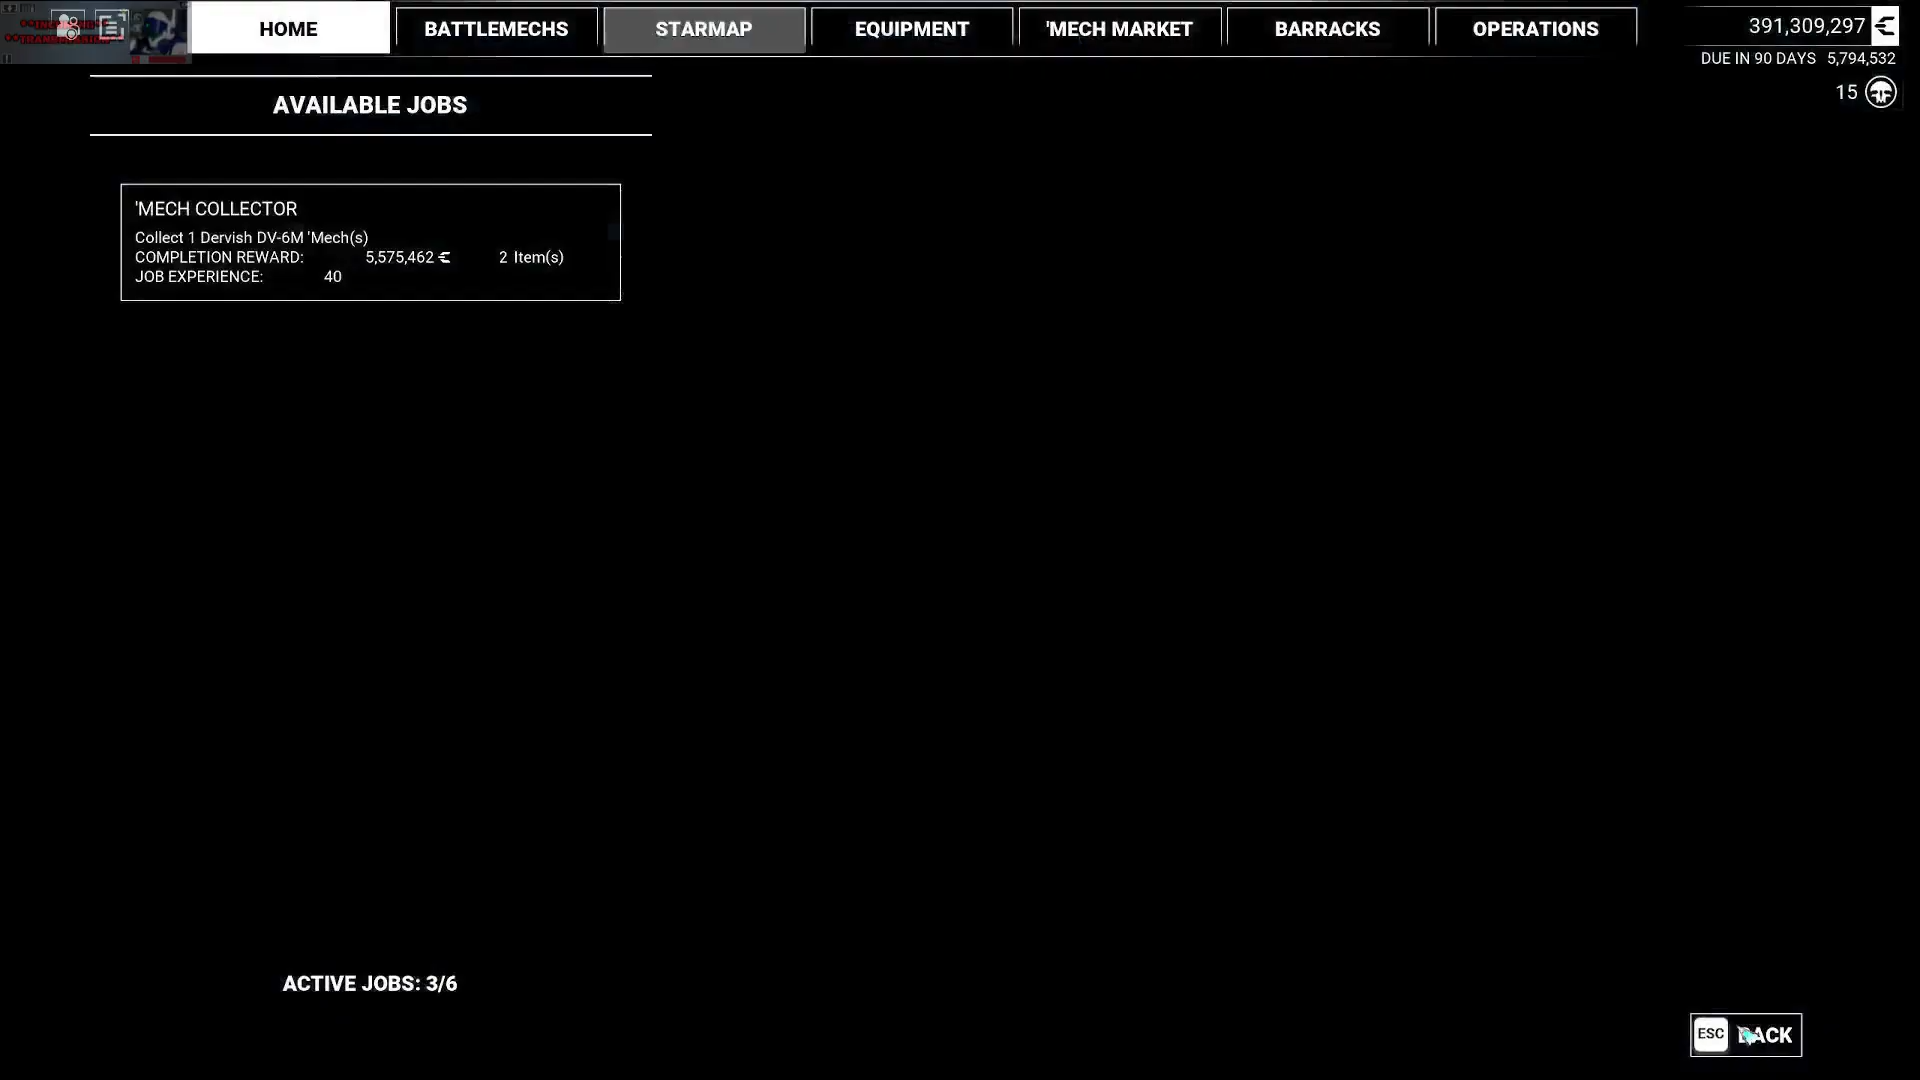 HOME
BATTLEMECHS
STARMAP
EQUIPMENT
'MECH MARKET
BARRACKS
OPERATIONS
391,309,297
DUE IN 90 DAYS 5,794,532
15
AVAILABLE JOBS
'MECH COLLECTOR
Collect 1 Dervish DV-6M 'Mech(s)
COMPLETION REWARD: 5,575,462 2 Item(s)
JOB EXPERIENCE: 40
ACTIVE JOBS: 3/6
ESC BACK